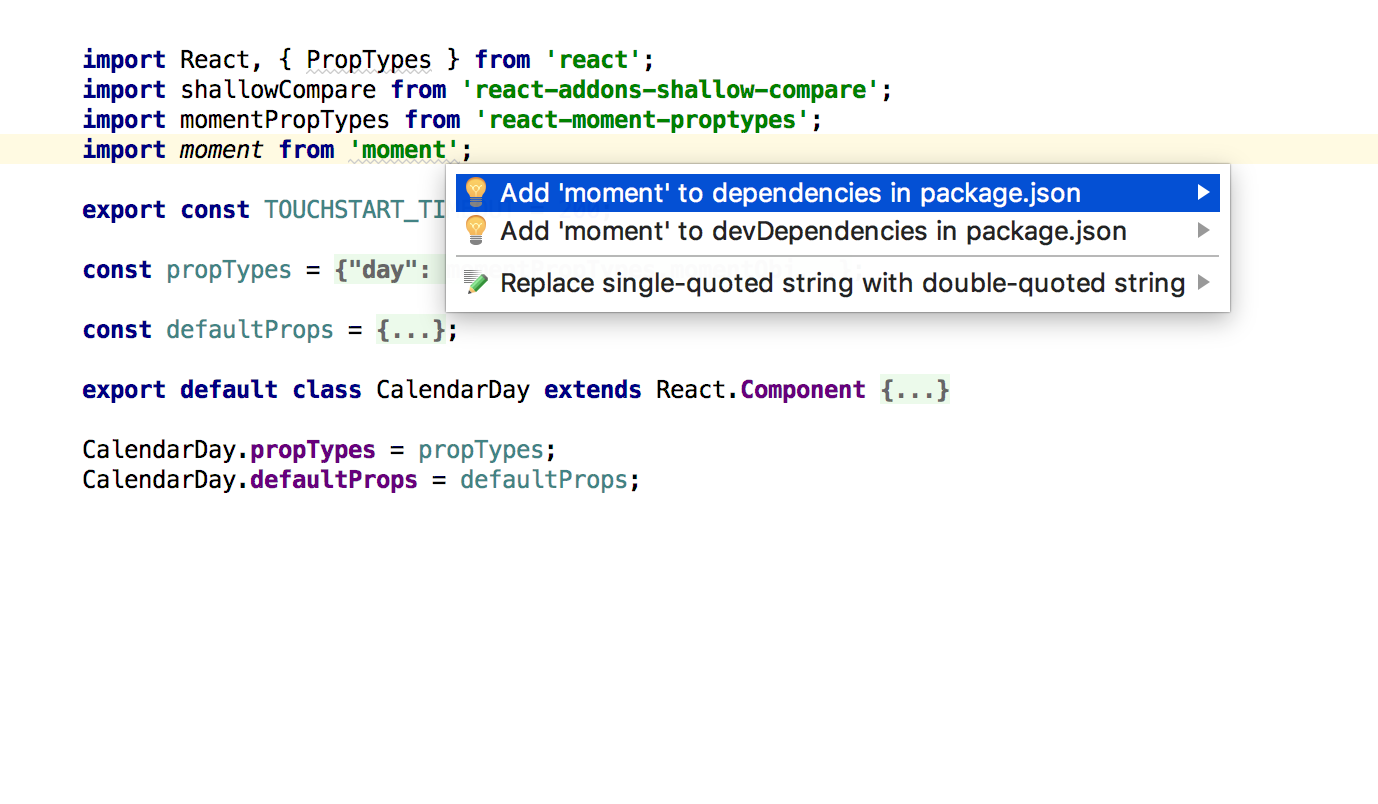 import React, { PropTypes } from 'react';
import shallowCompare from 'react-addons-shallow-compare';
import momentPropTypes from 'react-moment-proptypes';
import moment from 'moment';
Add 'moment' to dependencies in package.json
export const TOUCHSTART_TI
Add 'moment' to devDependencies in package.json
const propTypes = {"day":
Replace single-quoted string with double-quoted string
const defaultProps = {...};
export default class CalendarDay extends React.Component {...}
CalendarDay.propTypes = propTypes;
CalendarDay.defaultProps = defaultProps;